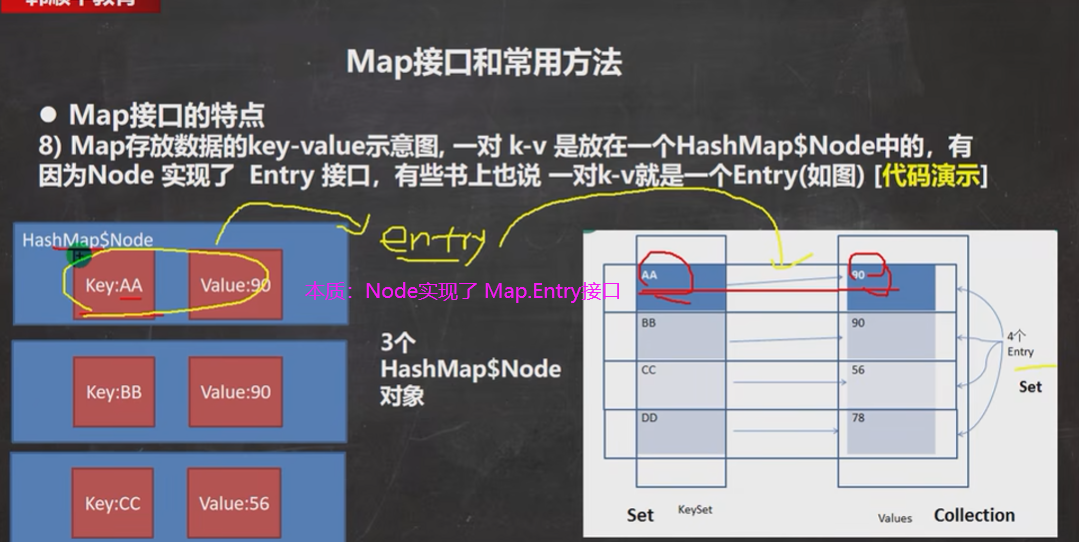 Map接口和常用方法
● Map接口的特点
8) Map存放数据的key-value示意图, 一对 k-v 是放在一个HashMap$Node中的，有
因为Node 实现了 Entry 接口，有些书上也说 一对k-v就是一个Entry(如图) [代码演示]
HashMap$Node
Key:AA
Value:90
entry
本质：Node实现了 Map.Entry接口
3个
HashMap$Node
对象
Key:BB
Value:90
Key:CC
Value:56
AA
90
BB
90
CC
56
DD
78
4个
Entry
Set
Set
KeySet
Values
Collection